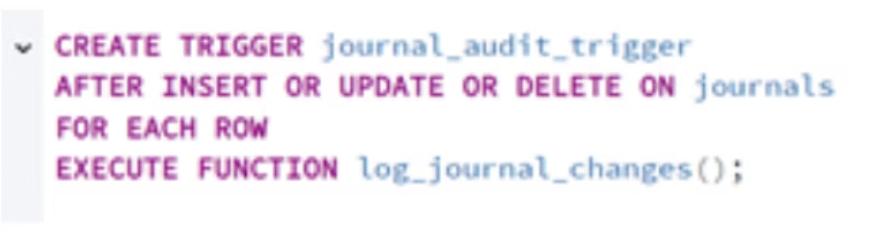 CREATE TRIGGER journal_audit_trigger
AFTER INSERT OR UPDATE OR DELETE ON journals
FOR EACH ROW
EXECUTE FUNCTION log_journal_changes();